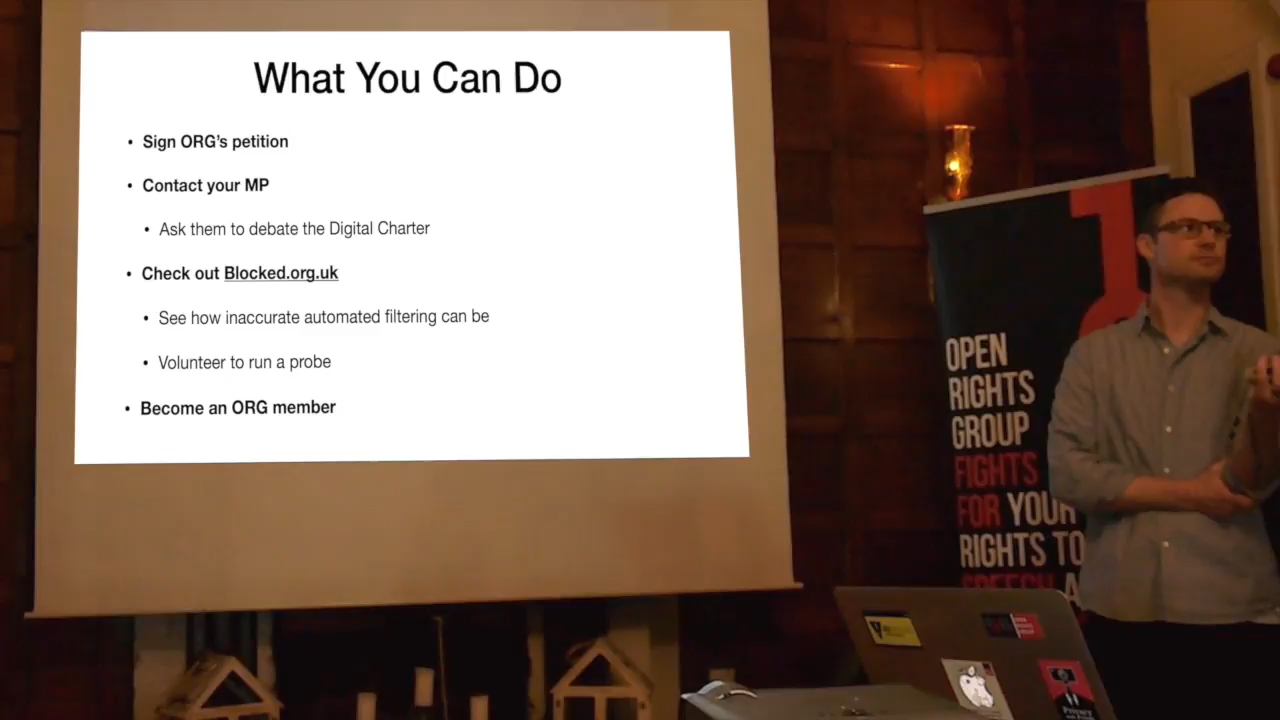 What You Can Do
• Sign ORG's petition
• Contact your MP
• Ask them to debate the Digital Charter
• Check out Blocked.org.uk
• See how inaccurate automated filtering can be
• Volunteer to run a probe
• Become an ORG member
OPEN
RIGHTS
GROUP
FIGHTS
FOR YOUR
RIGHTS TO
SPEECH A
Privacy